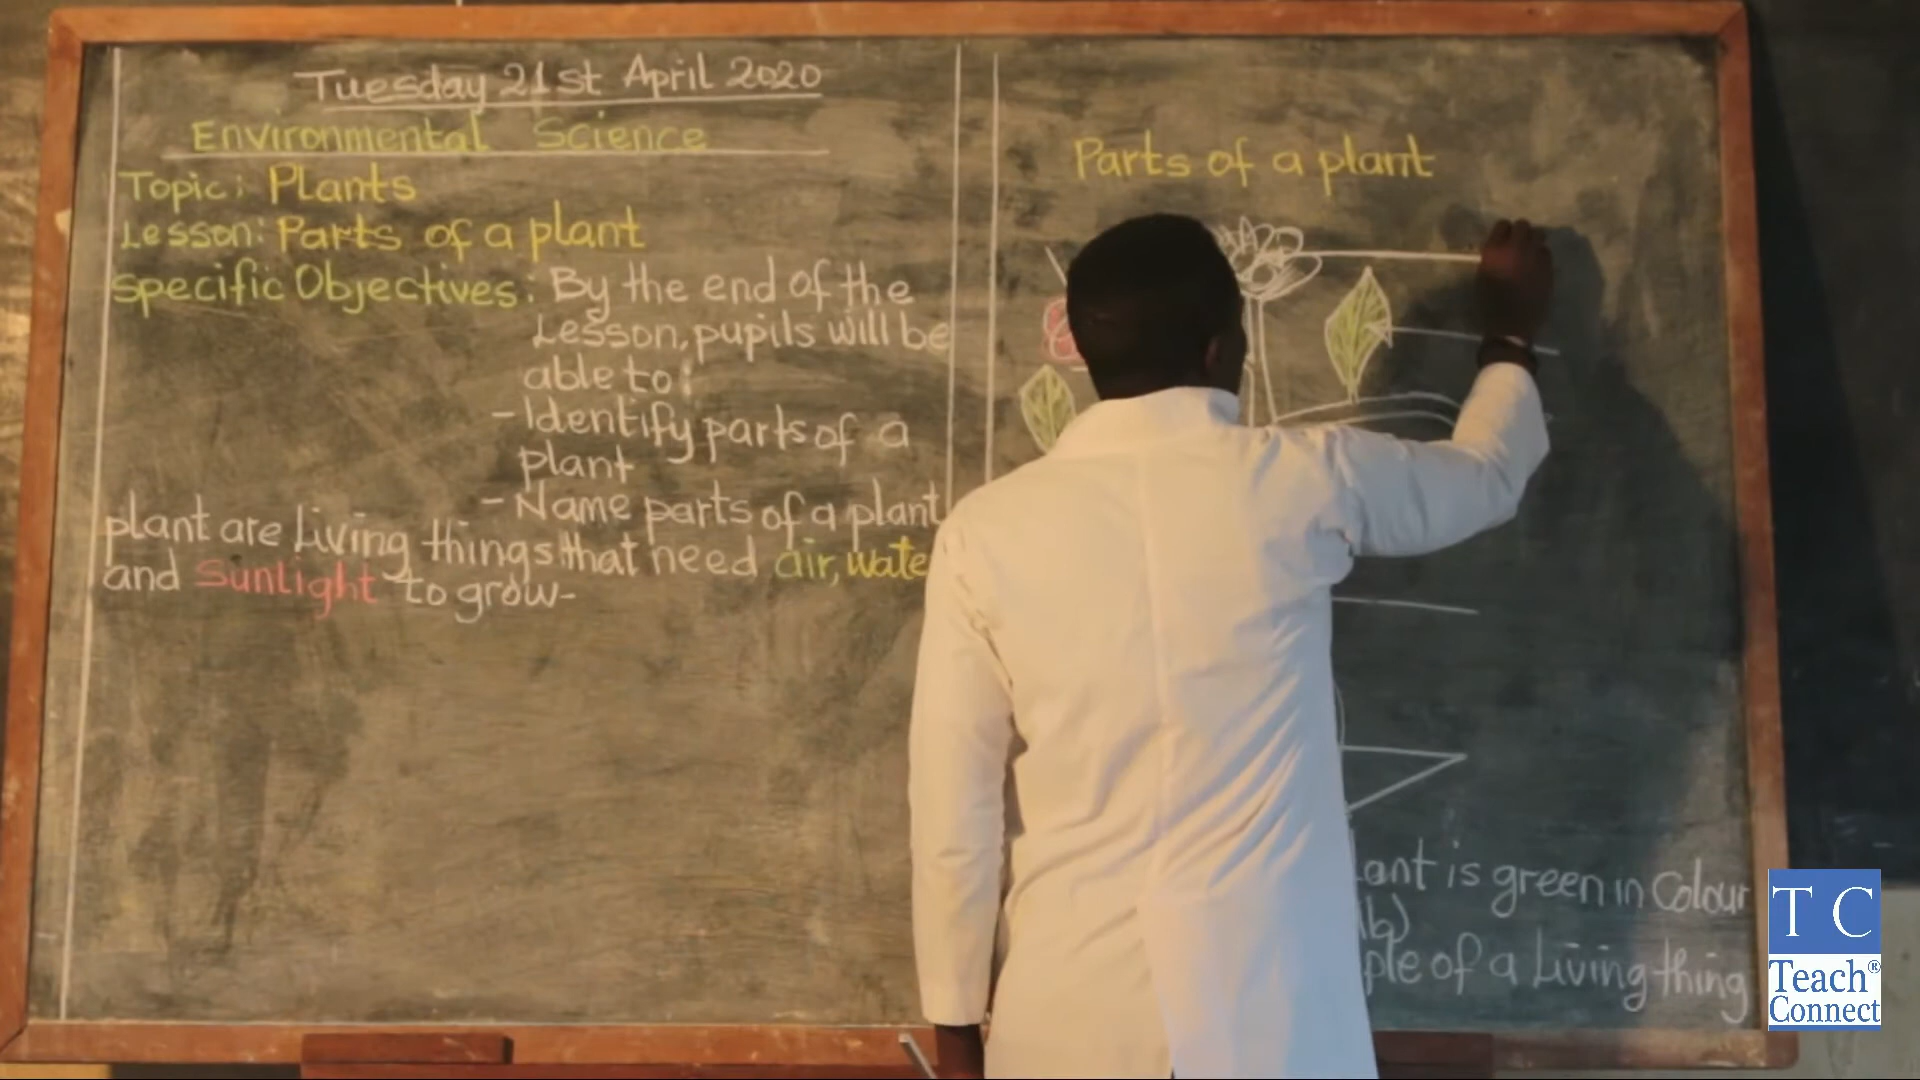 Tuesday 21st April 2020
Environmental Science
Topic: Plants
Lesson: Parts of a plant
Specific Objectives: By the end of the
Lesson, pupils will be
able to:
- Identify parts of a
plant
- Name parts of a plant
plant are Living things that need air, wate
and Sunlight to grow-
Parts of a plant
lant is green in Colour
(b)
ple of a Living thing
T C
Teach®
Connect